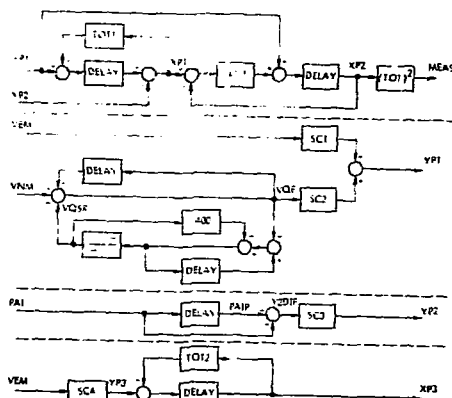 TOT1
XP1
DELAY
DELAY
XP2
(TOT1)²
MEAS
XP2
VEM
SC1
DELAY
YP1
VNM
VQF
SC2
VQSR
DELAY
PA1
DELAY
PA1P
V2DIF
SC3
YP2
TOT2
VEM
SC4
YP3
DELAY
XP3